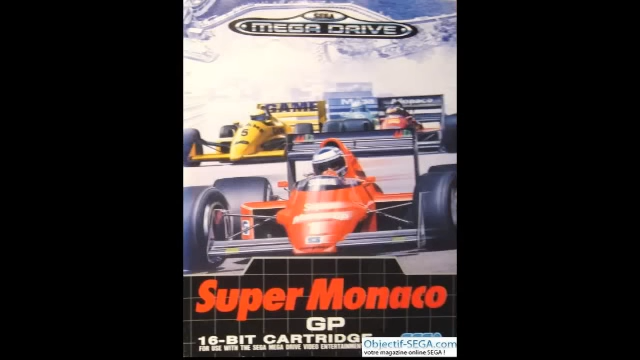 SEGA
MEGA DRIVE
GAME
Monaco
5
Super Monaco
GP
16-BIT CARTRIDGE
FOR USE WITH THE SEGA MEGA DRIVE VIDEO ENTERTAINMENT
Objectif-SEGA.com
votre magazine online SEGA !